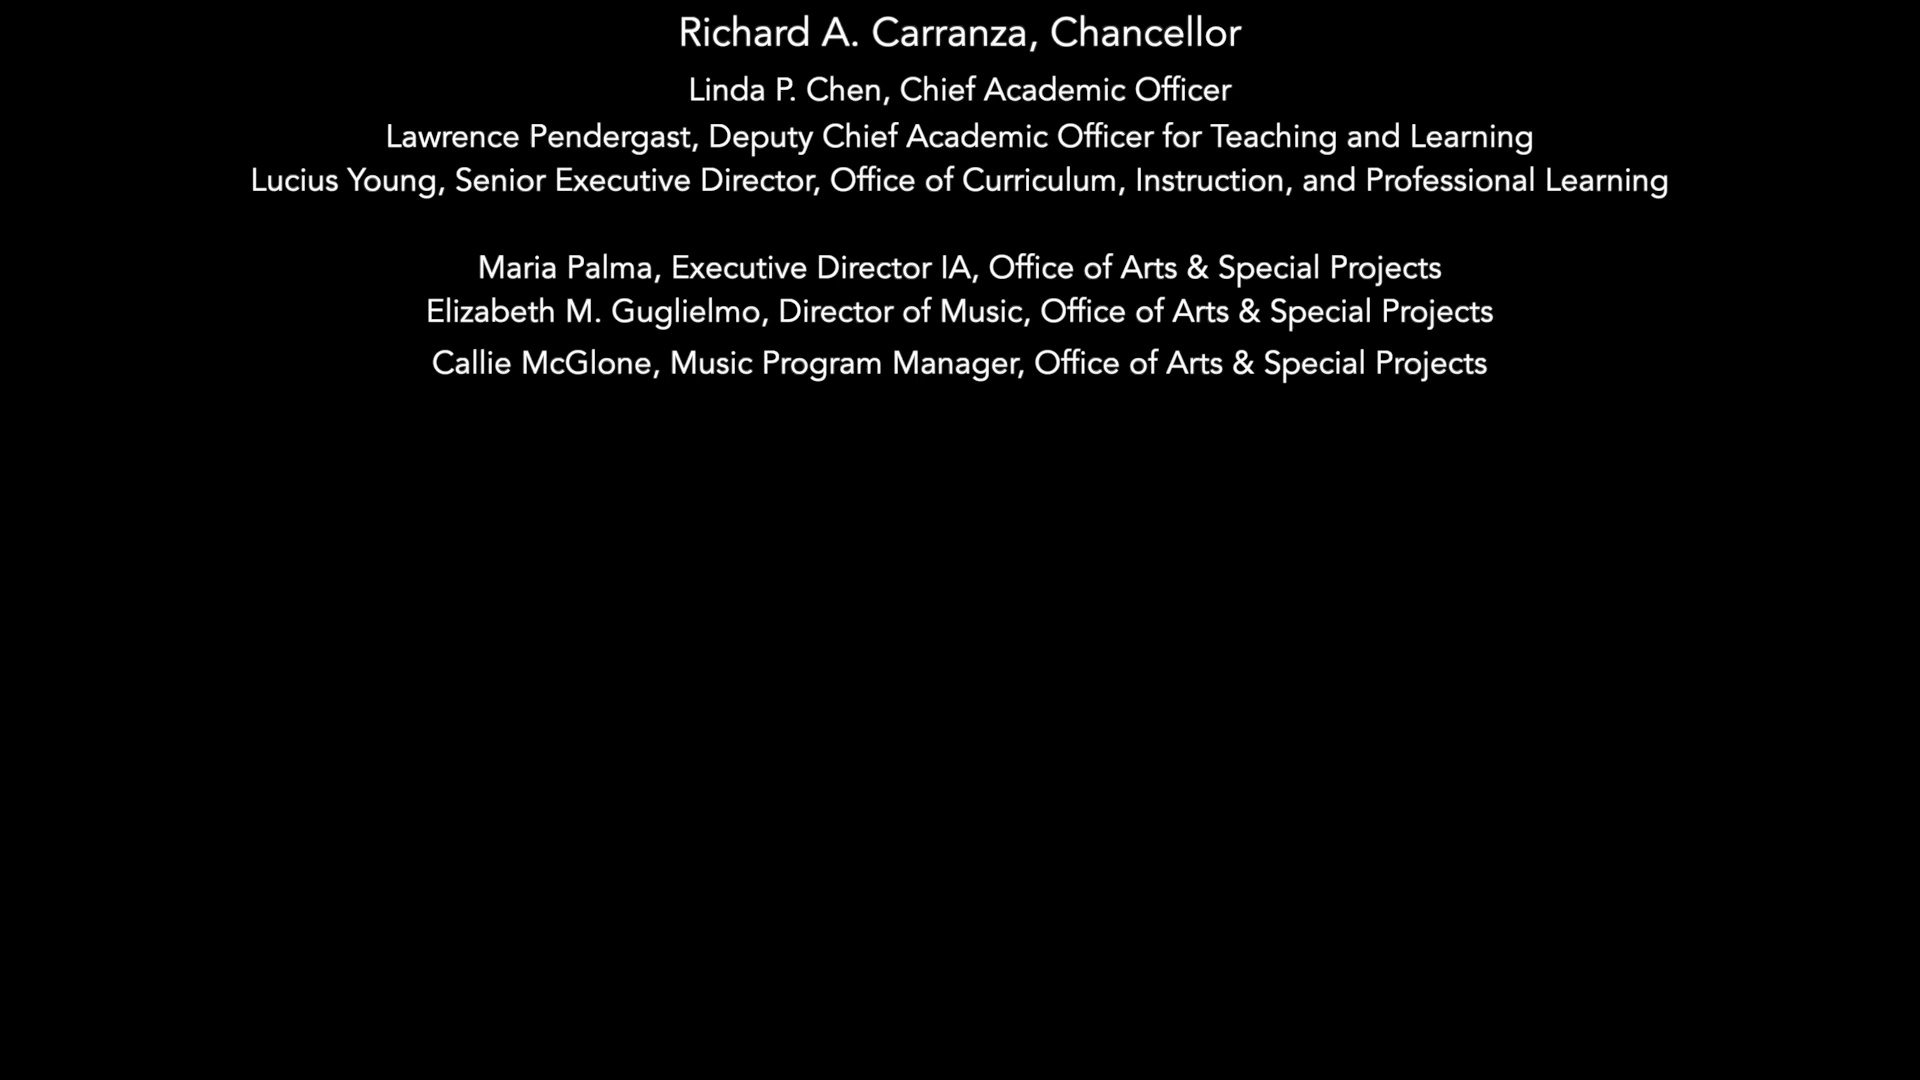 Richard A. Carranza, Chancellor
Linda P. Chen, Chief Academic Officer
Lawrence Pendergast, Deputy Chief Academic Officer for Teaching and Learning
Lucius Young, Senior Executive Director, Office of Curriculum, Instruction, and Professional Learning
Maria Palma, Executive Director IA, Office of Arts & Special Projects
Elizabeth M. Guglielmo, Director of Music, Office of Arts & Special Projects
Callie McGlone, Music Program Manager, Office of Arts & Special Projects